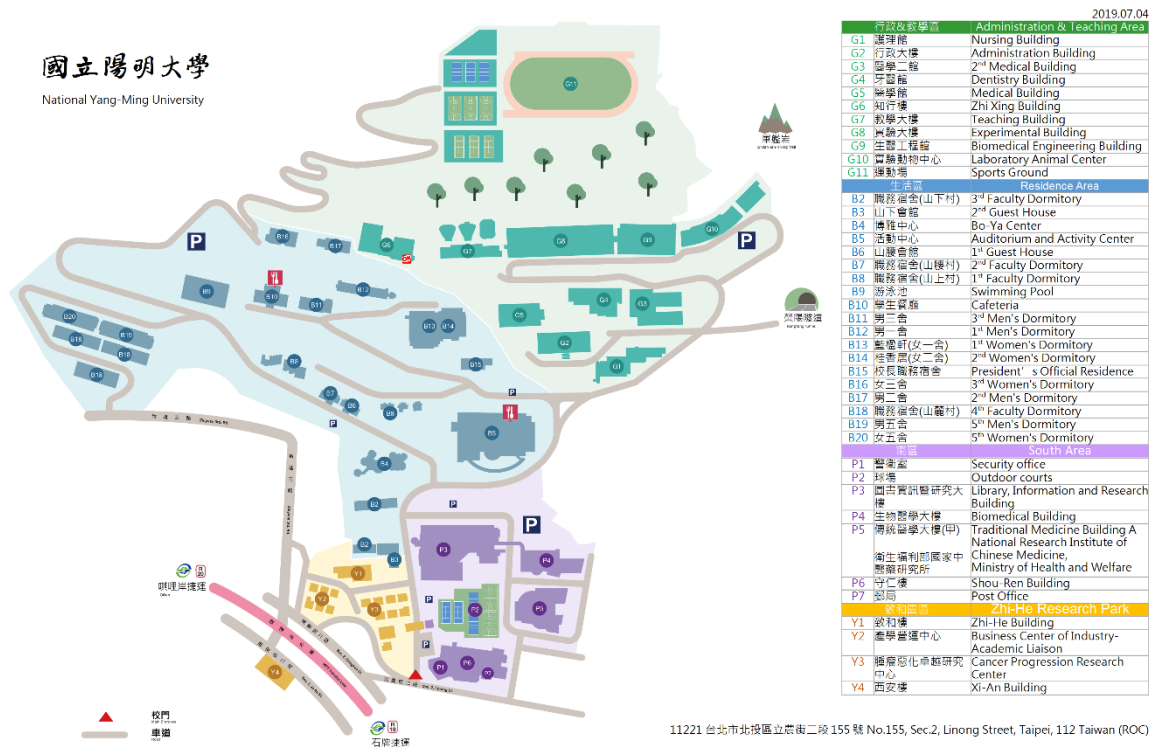 2019.07.04
國立陽明大學
National Yang-Ming University
行政&教學區 Administration & Teaching Area
G1 護理館 Nursing Building
G2 行政大樓 Administration Building
G3 醫學二館 2nd Medical Building
G4 牙醫館 Dentistry Building
G5 醫學館 Medical Building
G6 知行樓 Zhi Xing Building
G7 教學大樓 Teaching Building
G8 實驗大樓 Experimental Building
G9 生醫工程館 Biomedical Engineering Building
G10 實驗動物中心 Laboratory Animal Center
G11 運動場 Sports Ground
生活區 Residence Area
B2 職務宿舍(山下村) 3rd Faculty Dormitory
B3 山下會館 2nd Guest House
B4 博雅中心 Bo-Ya Center
B5 活動中心 Auditorium and Activity Center
B6 山腰會館 1st Guest House
B7 職務宿舍(山腰村) 2nd Faculty Dormitory
B8 職務宿舍(山上村) 1st Faculty Dormitory
B9 游泳池 Swimming Pool
B10 學生餐廳 Cafeteria
B11 男三舍 3rd Men's Dormitory
B12 男一舍 1st Men's Dormitory
B13 藍櫺軒(女一舍) 1st Women's Dormitory
B14 桂香居(女二舍) 2nd Women's Dormitory
B15 校長職務宿舍 President's Official Residence
B16 女三舍 3rd Women's Dormitory
B17 男二舍 2nd Men's Dormitory
B18 職務宿舍(山麓村) 4th Faculty Dormitory
B19 男五舍 5th Men's Dormitory
B20 女五舍 5th Women's Dormitory
南區 South Area
P1 警衛室 Security office
P2 球場 Outdoor courts
P3 圖書資訊暨研究大樓 Library, Information and Research Building
P4 生物醫學大樓 Biomedical Building
P5 傳統醫學大樓(甲) Traditional Medicine Building A
衛生福利部國家中醫藥研究所 National Research Institute of Chinese Medicine, Ministry of Health and Welfare
P6 守仁樓 Shou-Ren Building
P7 郵局 Post Office
致和園區 Zhi-He Research Park
Y1 致和樓 Zhi-He Building
Y2 產學營運中心 Business Center of Industry-Academic Liaison
Y3 腫瘤惡化卓越研究中心 Cancer Progression Research Center
Y4 西安樓 Xi-An Building
G11
軍艦岩
P
B16
B17
G6
G7
G8
G9
G10
P
B9
B10
B11
B12
B13
B14
G5
G4
G3
G2
G1
榮陽隧道
B20
B19
B18
B18
B18
B8
B15
P
B7
B6
B8
P
B5
B4
B2
P
P
B2
B3
P3
P4
Y1
Y2
Y3
P
P2
P5
唭哩岸捷運
P
P1
P6
P7
Y4
石牌捷運
校門
車道
11221 台北市北投區立農街二段 155 號 No.155, Sec.2, Linong Street, Taipei, 112 Taiwan (ROC)